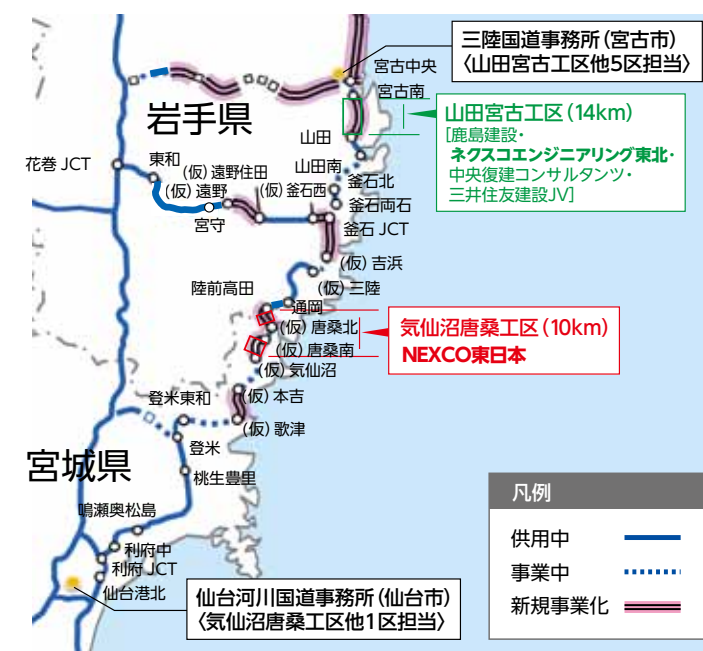 三陸国道事務所(宮古市)
〈山田宮古工区他5区担当〉
宮古中央
宮古南
岩手県
山田宮古工区(14km)
[鹿島建設・
ネクスコエンジニアリング東北・
中央復建コンサルタンツ・
三井住友建設JV]
山田
山田南
花巻 JCT
東和
(仮)遠野住田
(仮)遠野
(仮)釜石西
釜石北
釜石両石
宮守
釜石 JCT
(仮)吉浜
(仮)三陸
陸前高田
通岡
(仮)唐桑北
(仮)唐桑南
(仮)気仙沼
気仙沼唐桑工区(10km)
NEXCO東日本
(仮)本吉
登米東和
(仮)歌津
登米
宮城県
桃生豊里
鳴瀬奥松島
利府中
利府 JCT
仙台港北
仙台河川国道事務所(仙台市)
〈気仙沼唐桑工区他1区担当〉
凡例
供用中
事業中
新規事業化